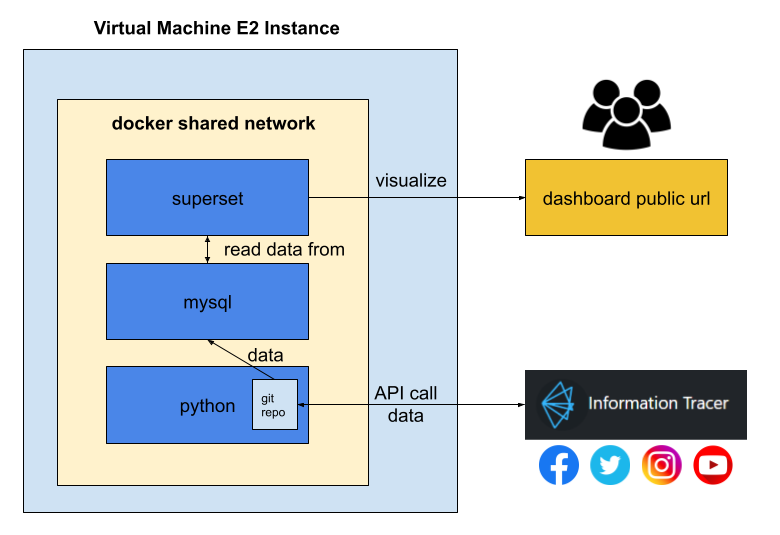 Virtual Machine E2 Instance
docker shared network
superset
visualize
dashboard public url
read data from
mysql
data
python
git
repo
API call
data
Information Tracer